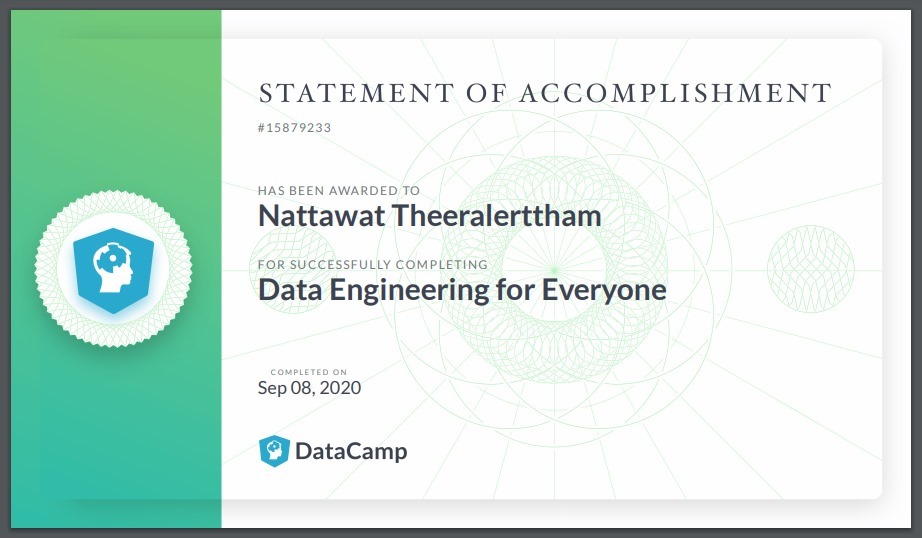 STATEMENT OF ACCOMPLISHMENT
#15879233
HAS BEEN AWARDED TO
Nattawat Theeralerttham
FOR SUCCESSFULLY COMPLETING
Data Engineering for Everyone
COMPLETED ON
Sep 08, 2020
DataCamp